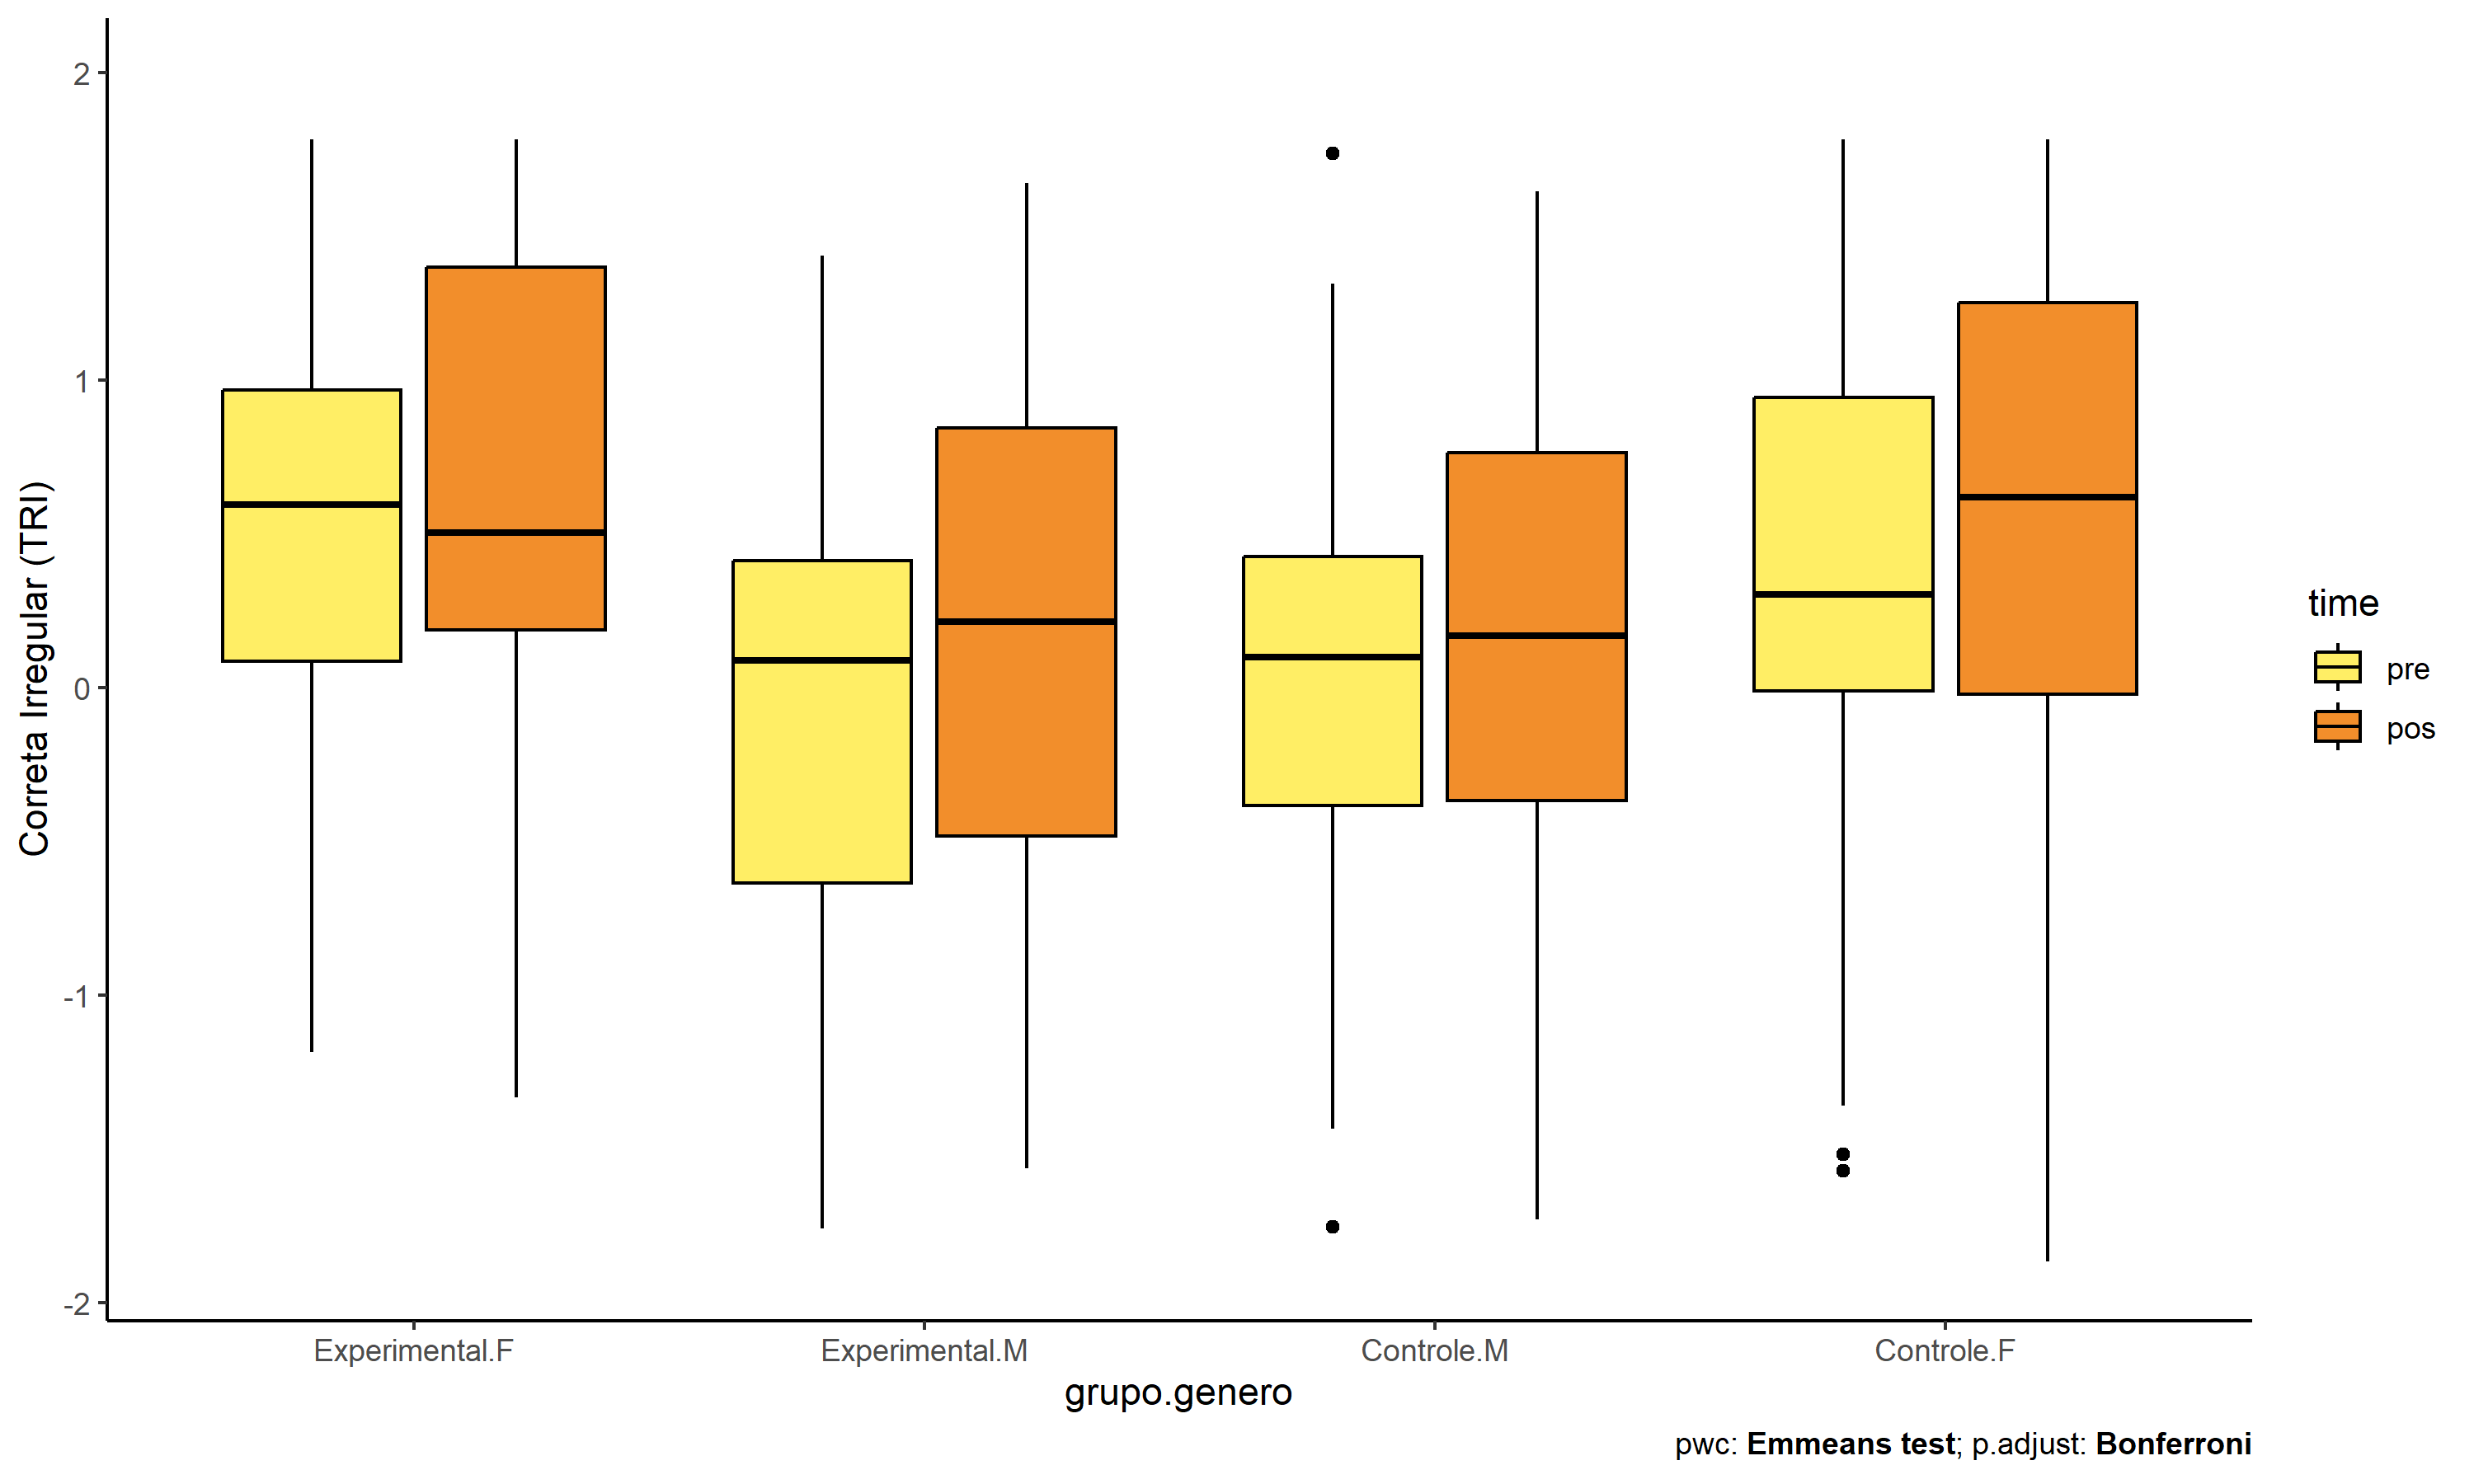 Correta Irregular (TRI)
2
1
0
-1
-2
Experimental.F
Experimental.M
Controle.M
Controle.F
grupo.genero
time
pre
pos
pwc: Emmeans test; p.adjust: Bonferroni